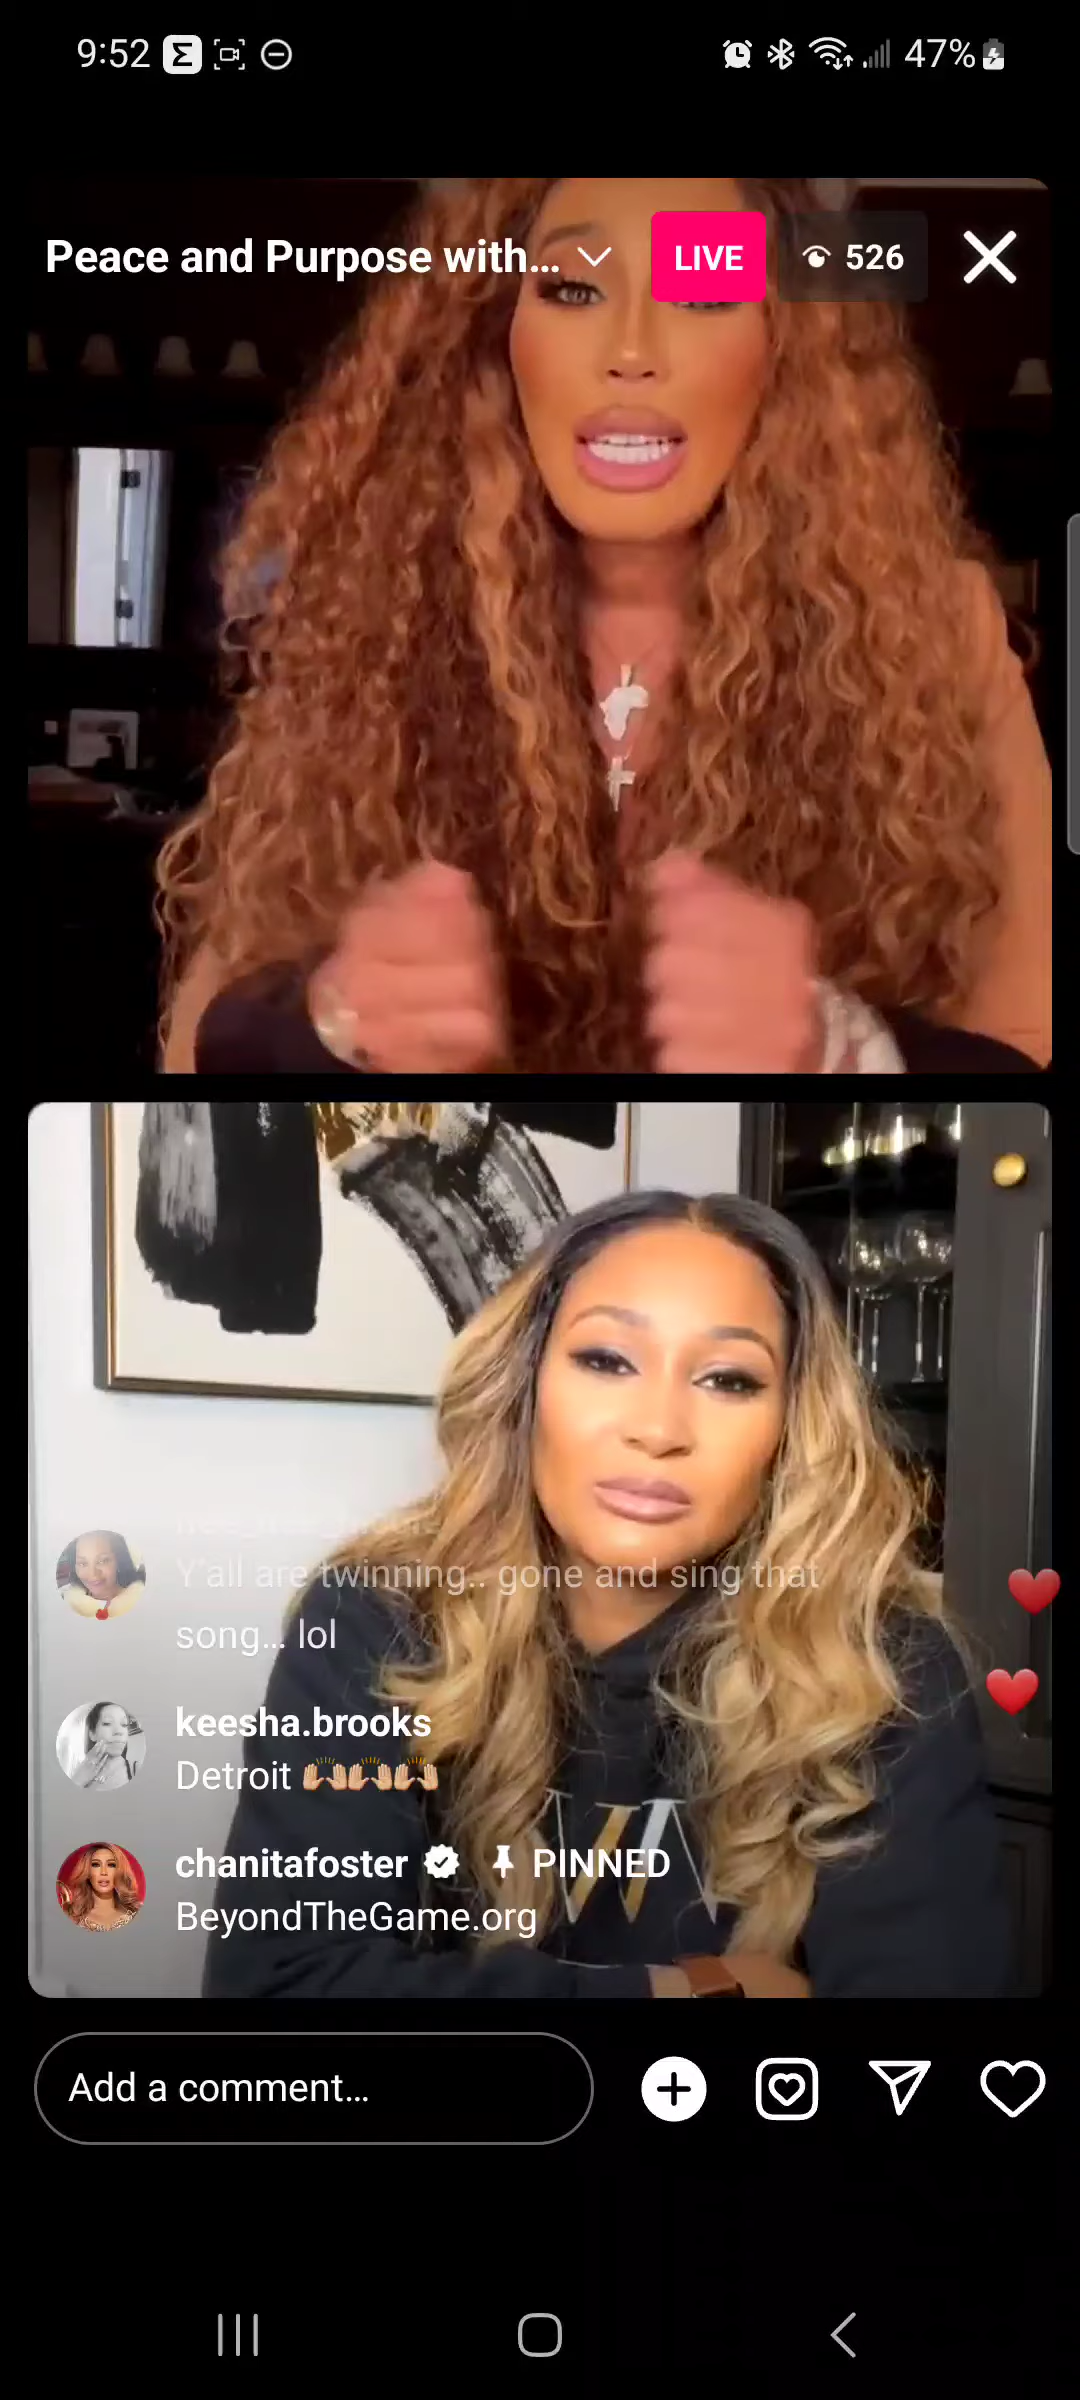 9:52
47%
Peace and Purpose with...
LIVE
526
Y'all are twinning.. gone and sing that
song... lol
keesha.brooks
Detroit 🙌🏼🙌🏼🙌🏼
chanitafoster PINNED
BeyondTheGame.org
Add a comment...